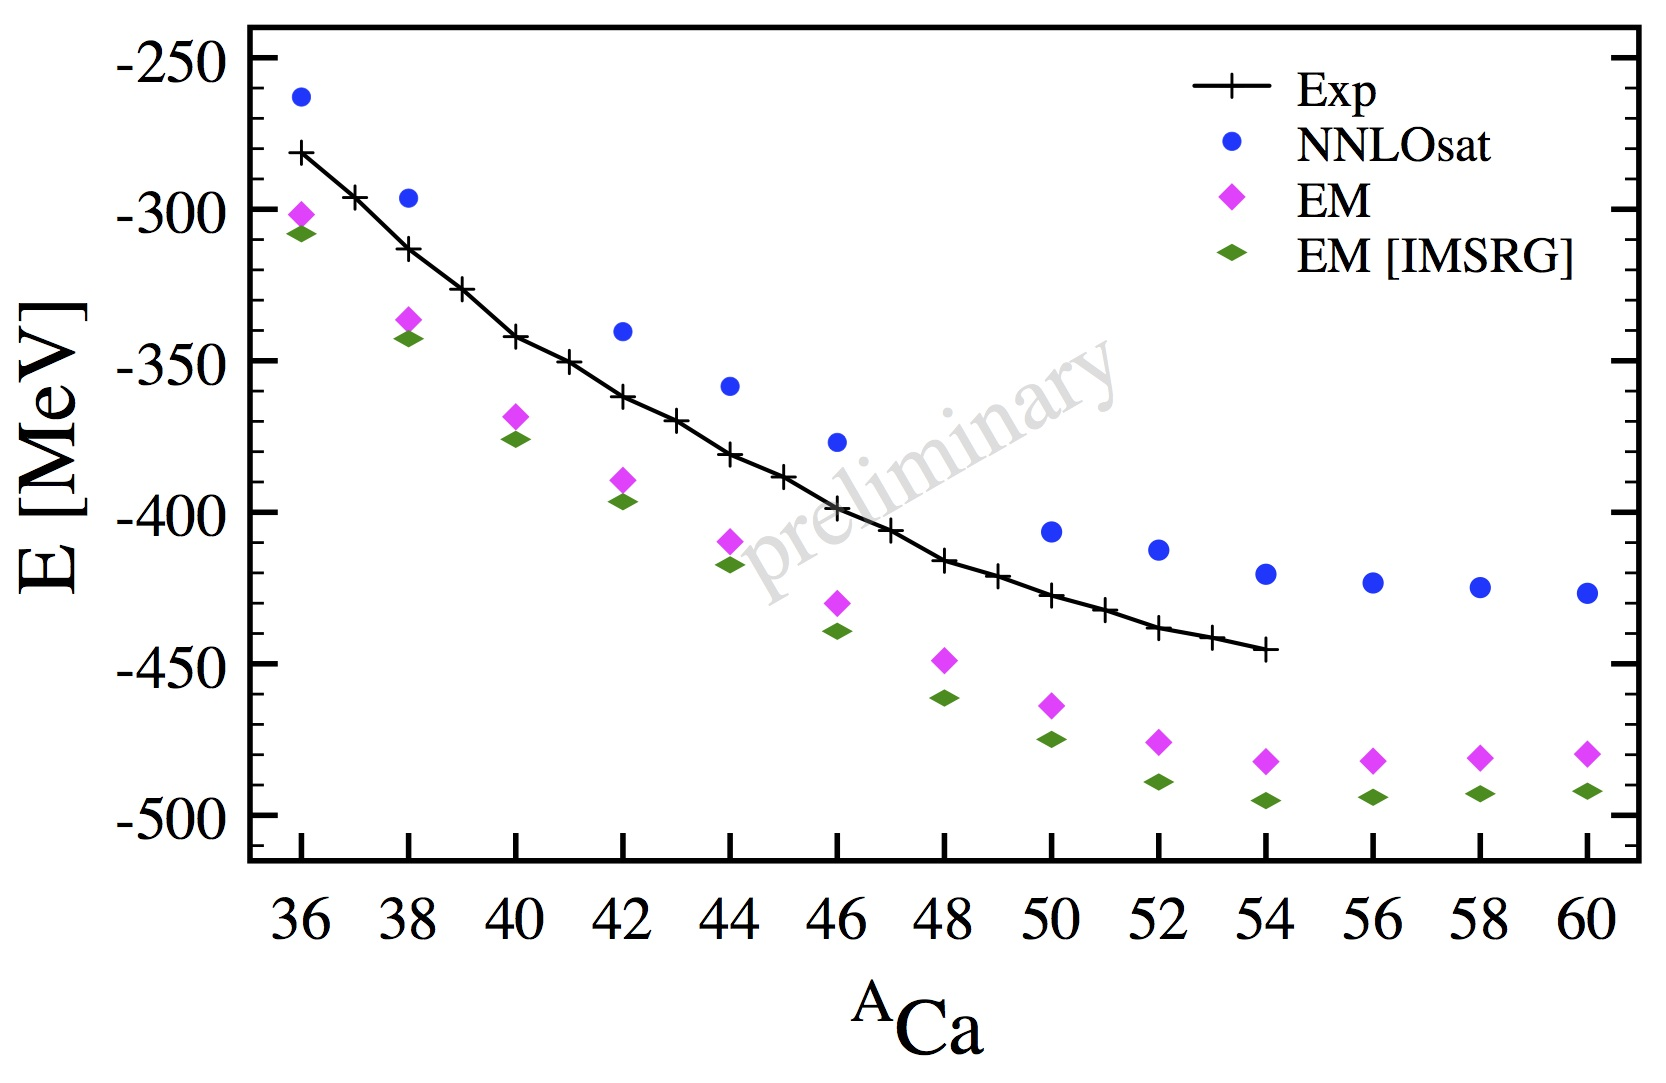 E [MeV]
-250
-300
-350
-400
-450
-500
Exp
NNLOsat
EM
EM [IMSRG]
preliminary
36 38 40 42 44 46 48 50 52 54 56 58 60
ᴬCa